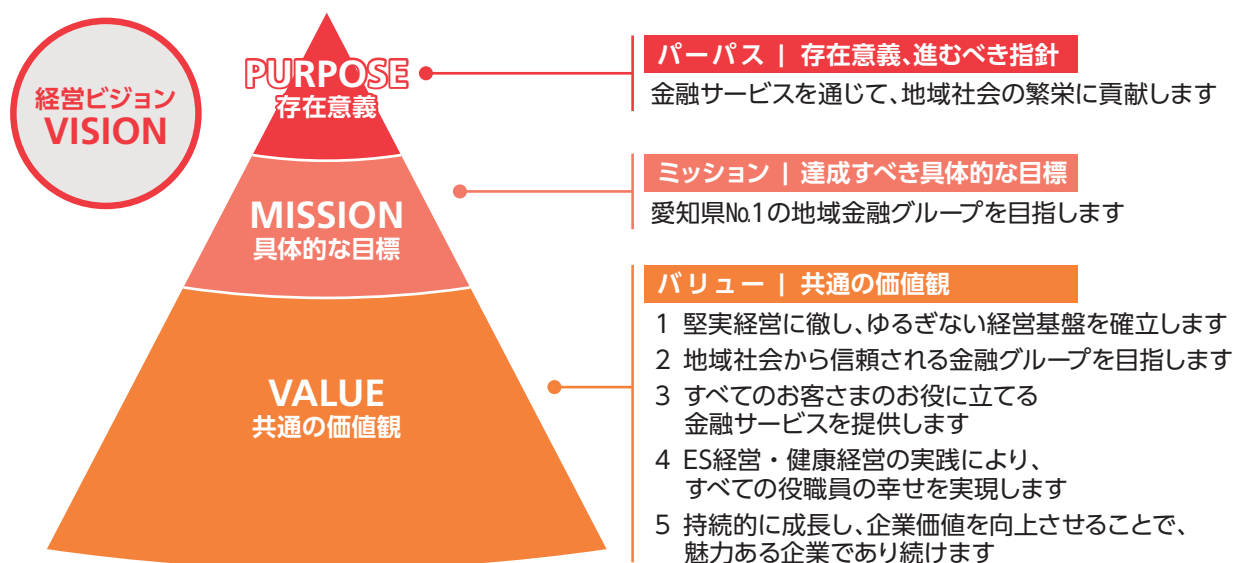 経営ビジョン
VISION
PURPOSE
存在意義
MISSION
具体的な目標
VALUE
共通の価値観
パーパス | 存在意義、進むべき指針
金融サービスを通じて、地域社会の繁栄に貢献します
ミッション | 達成すべき具体的な目標
愛知県№1の地域金融グループを目指します
バリュー | 共通の価値観
1 堅実経営に徹し、ゆるぎない経営基盤を確立します
2 地域社会から信頼される金融グループを目指します
3 すべてのお客さまのお役に立てる
金融サービスを提供します
4 ES経営・健康経営の実践により、
すべての役職員の幸せを実現します
5 持続的に成長し、企業価値を向上させることで、
魅力ある企業であり続けます